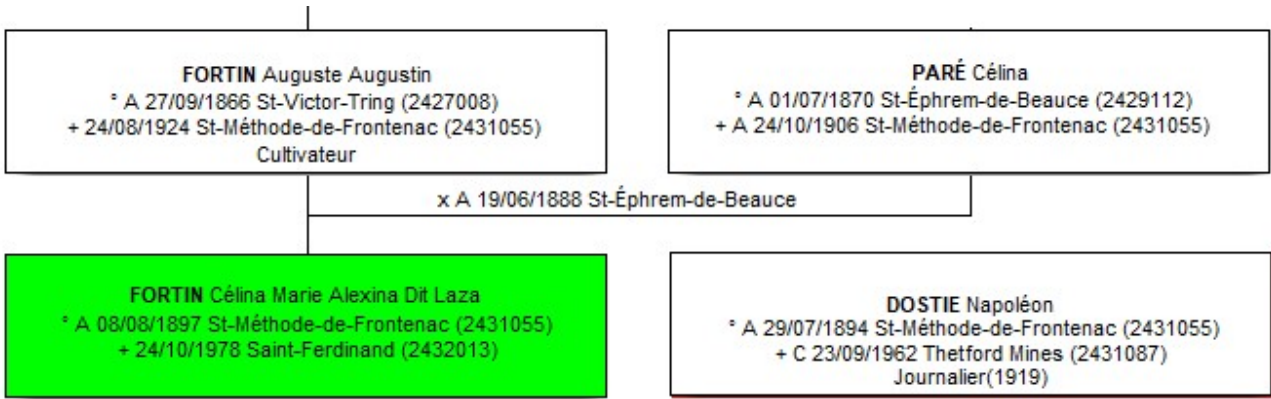 FORTIN Auguste Augustin
° A 27/09/1866 St-Victor-Tring (2427008)
+ 24/08/1924 St-Méthode-de-Frontenac (2431055)
Cultivateur
PARÉ Célina
° A 01/07/1870 St-Éphrem-de-Beauce (2429112)
+ A 24/10/1906 St-Méthode-de-Frontenac (2431055)
x A 19/06/1888 St-Éphrem-de-Beauce
FORTIN Célina Marie Alexina Dit Laza
° A 08/08/1897 St-Méthode-de-Frontenac (2431055)
+ 24/10/1978 Saint-Ferdinand (2432013)
DOSTIE Napoléon
° A 29/07/1894 St-Méthode-de-Frontenac (2431055)
+ C 23/09/1962 Thetford Mines (2431087)
Journalier(1919)